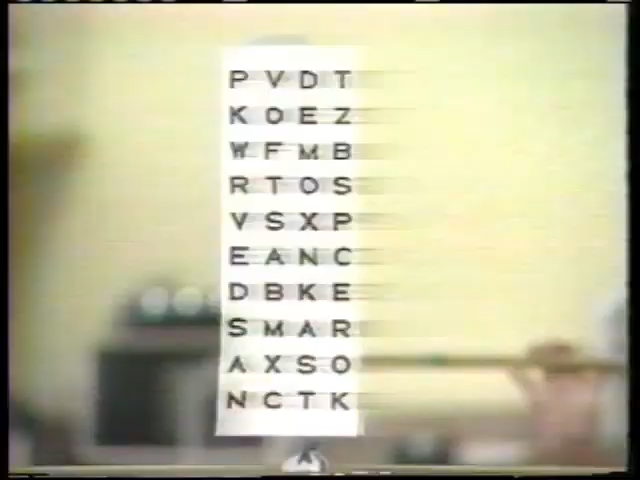 P V D T
K O E Z
W F M B
R T O S
V S X P
E A N C
D B K E
S M A R
A X S O
N C T K